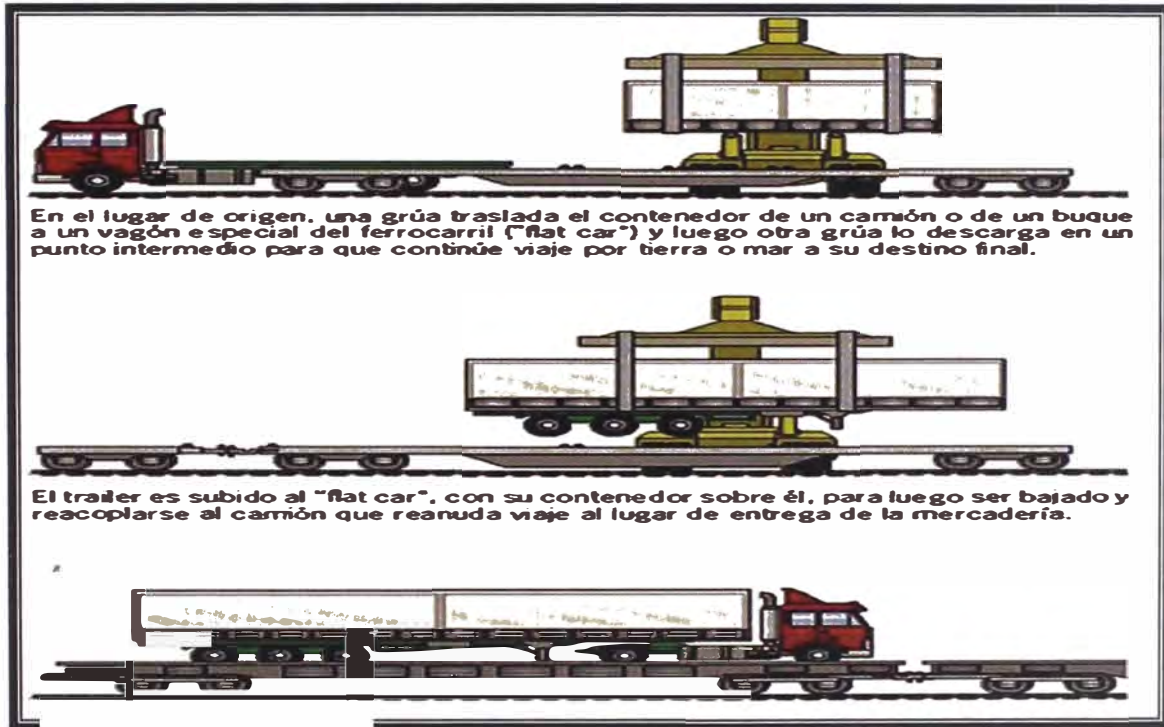 En el lugar de origen, una grúa traslada el contenedor de un camión o de un buque
a un vagón especial del ferrocarril ("flat car") y luego otra grúa lo descarga en un
punto intermedio para que continúe viaje por tierra o mar a su destino final.
El trailer es subido al "flat car", con su contenedor sobre él, para luego ser bajado y
reacoplarse al camión que reanuda viaje al lugar de entrega de la mercadería.